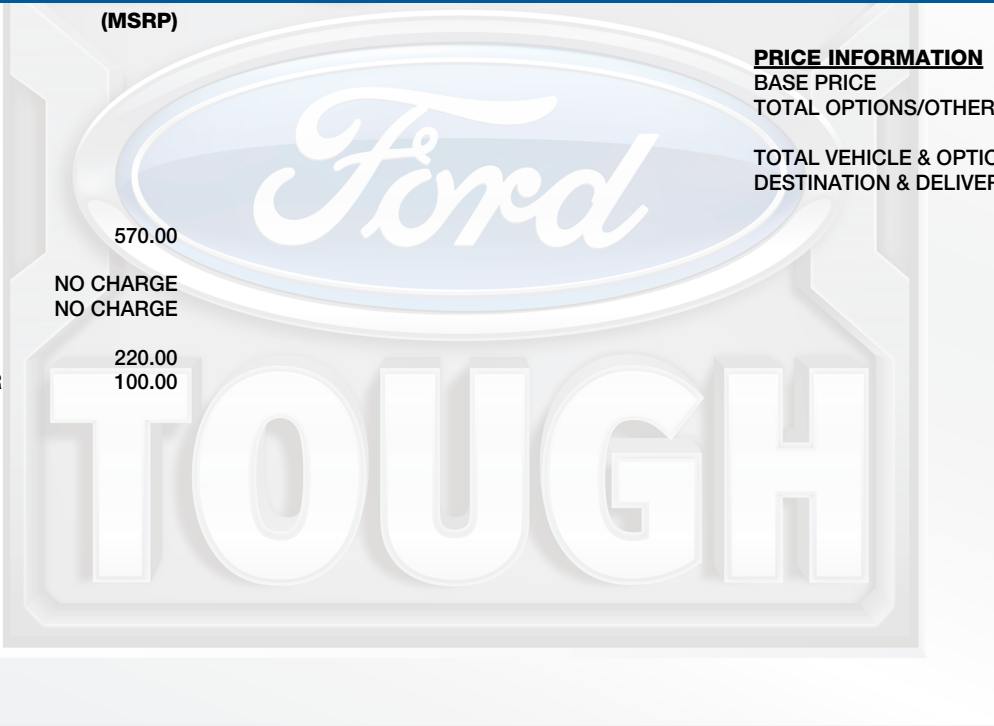 (MSRP)
570.00
NO CHARGE
NO CHARGE
220.00
100.00
PRICE INFORMATION
BASE PRICE
TOTAL OPTIONS/OTHER
TOTAL VEHICLE & OPTIO
DESTINATION & DELIVER
Ford
TOUGH